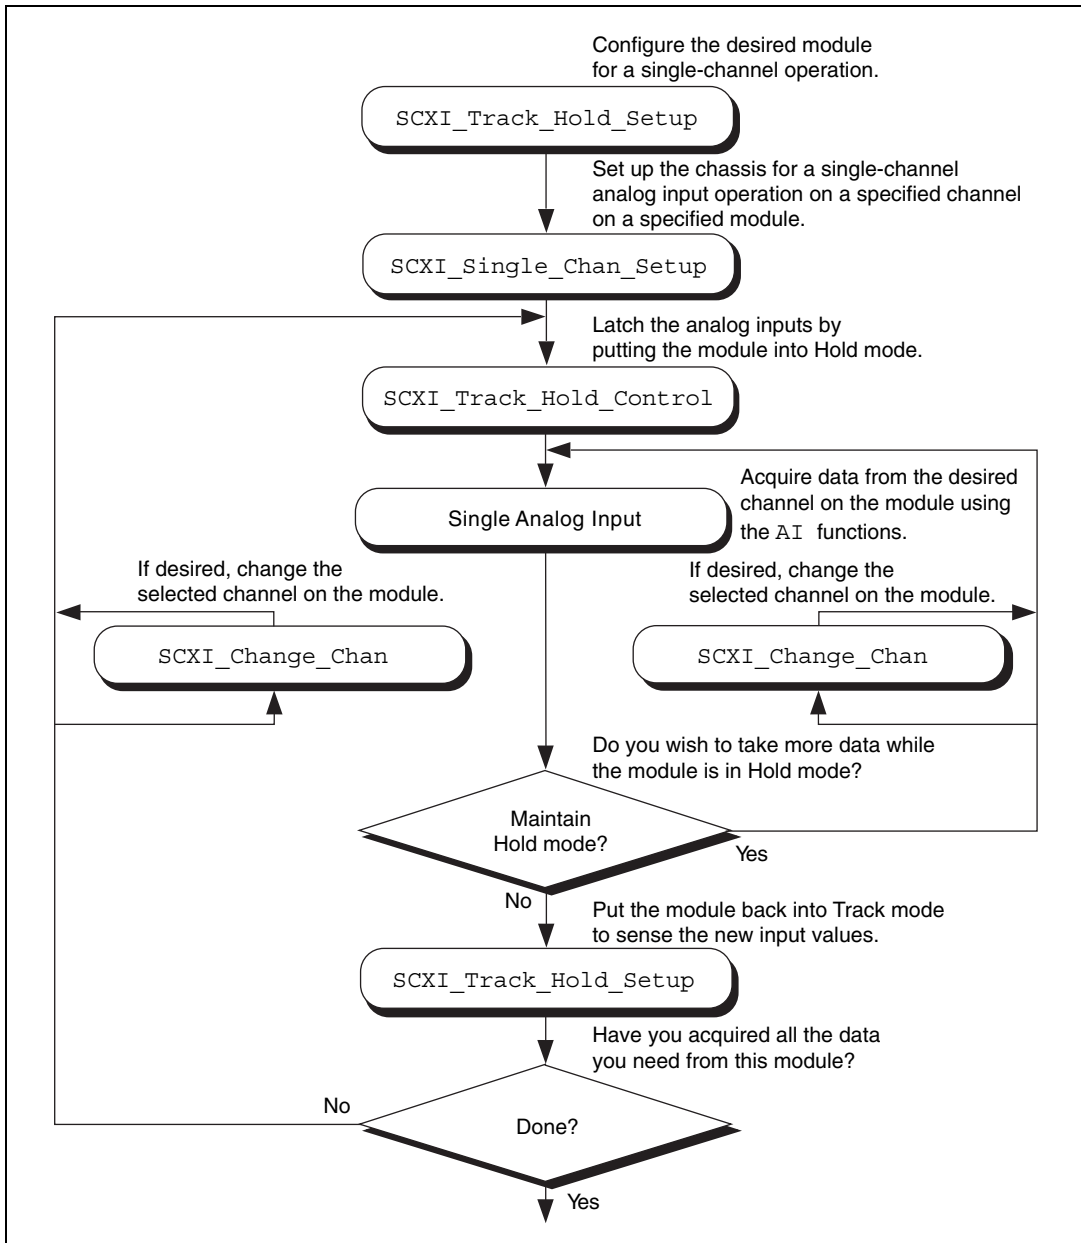 Configure the desired module
for a single-channel operation.
SCXI_Track_Hold_Setup
Set up the chassis for a single-channel
analog input operation on a specified channel
on a specified module.
SCXI_Single_Chan_Setup
Latch the analog inputs by
putting the module into Hold mode.
SCXI_Track_Hold_Control
Acquire data from the desired
channel on the module using
the AI functions.
Single Analog Input
If desired, change the
selected channel on the module.
SCXI_Change_Chan
If desired, change the
selected channel on the module.
SCXI_Change_Chan
Do you wish to take more data while
the module is in Hold mode?
Maintain
Hold mode?
Yes
No
Put the module back into Track mode
to sense the new input values.
SCXI_Track_Hold_Setup
Have you acquired all the data
you need from this module?
No
Done?
Yes